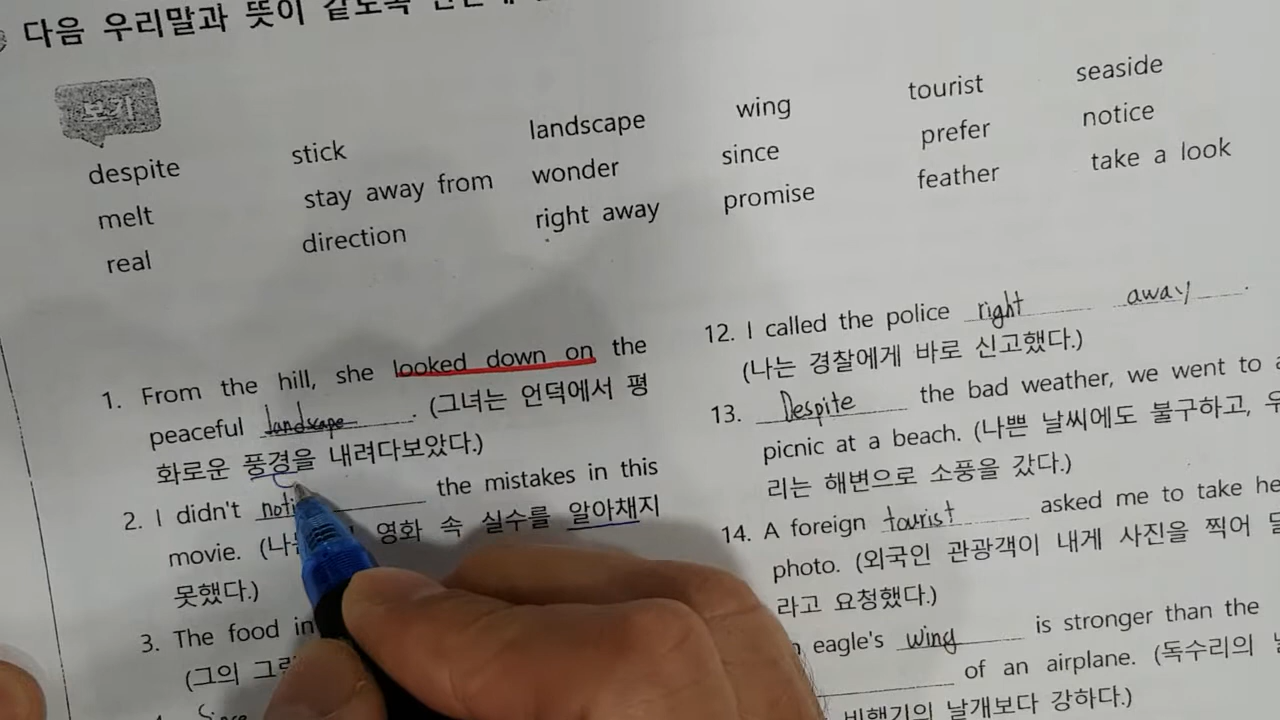 다음 우리말과 뜻이 같도록
보기
despite stick landscape wing tourist seaside
melt stay away from wonder since prefer notice
real direction right away promise feather take a look
1. From the hill, she looked down on the
peaceful landscape. (그녀는 언덕에서 평
화로운 풍경을 내려다보았다.)
2. I didn't noti the mistakes in this
movie. (나 영화 속 실수를 알아채지
못했다.)
3. The food in
(그의
Since
12. I called the police right away.
(나는 경찰에게 바로 신고했다.)
13. Despite the bad weather, we went to a
picnic at a beach. (나쁜 날씨에도 불구하고, 우
리는 해변으로 소풍을 갔다.)
14. A foreign tourist asked me to take he
photo. (외국인 관광객이 내게 사진을 찍어
라고 요청했다.)
eagle's wing is stronger than the
of an airplane. (독수리의
비행기의 날개보다 강하다.)